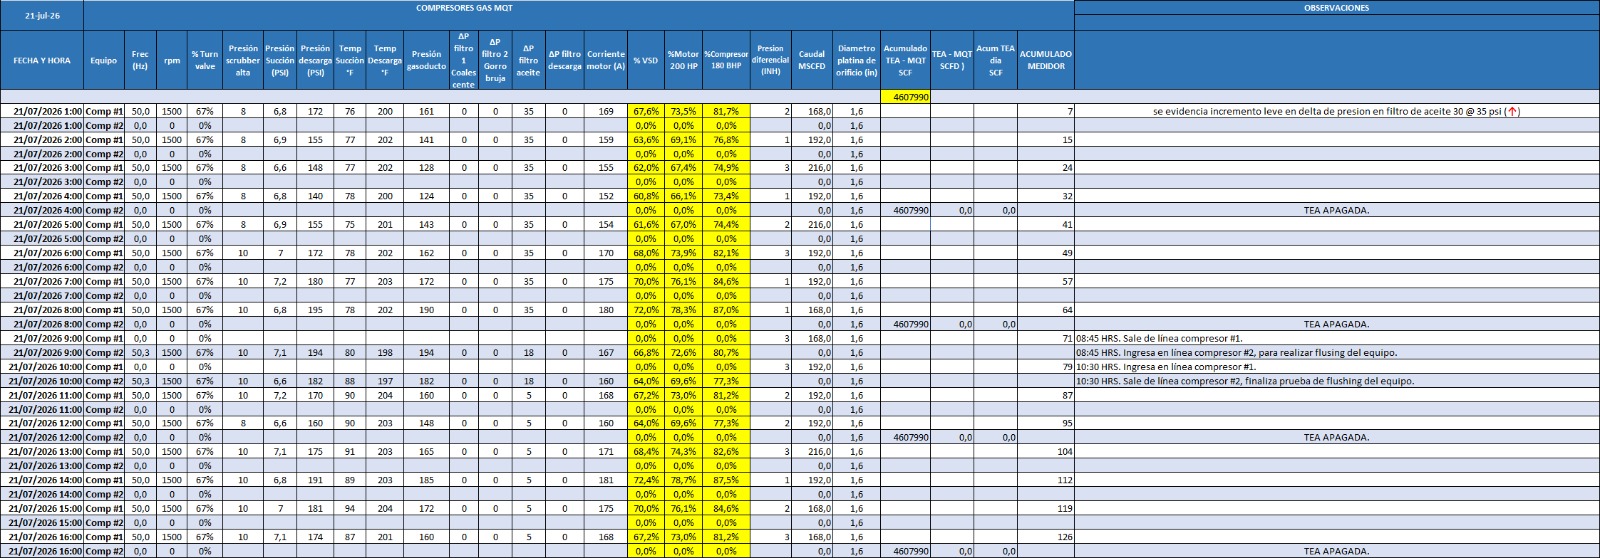 21-jul-26 COMPRESORES GAS MQT OBSERVACIONES
FECHA Y HORA Equipo Frec (Hz) rpm % Turn valve Presión scrubber alta Presión Succión (PSI) Presión descarga (PSI) Temp Succión °F Temp Descarga °F Presión gasoducto ΔP filtro 1 Coales cente ΔP filtro 2 Gorro bruja ΔP filtro aceite ΔP filtro descarga Corriente motor (A) % VSD %Motor 200 HP %Compresor 180 BHP Presion diferencial (INH) Caudal MSCFD Diametro platina de orificio (in) Acumulado TEA - MQT SCF TEA - MQT SCFD ) Acum TEA dia SCF ACUMULADO MEDIDOR
4607990
21/07/2026 1:00 Comp #1 50,0 1500 67% 8 6,8 172 76 200 161 0 0 35 0 169 67,6% 73,5% 81,7% 2 168,0 1,6 7 se evidencia incremento leve en delta de presion en filtro de aceite 30 @ 35 psi (↑)
21/07/2026 1:00 Comp #2 0,0 0 0% 0,0% 0,0% 0,0% 0,0 1,6
21/07/2026 2:00 Comp #1 50,0 1500 67% 8 6,9 155 77 202 141 0 0 35 0 159 63,6% 69,1% 76,8% 1 192,0 1,6 15
21/07/2026 2:00 Comp #2 0,0 0 0% 0,0% 0,0% 0,0% 0,0 1,6
21/07/2026 3:00 Comp #1 50,0 1500 67% 8 6,6 148 77 202 128 0 0 35 0 155 62,0% 67,4% 74,9% 3 216,0 1,6 24
21/07/2026 3:00 Comp #2 0,0 0 0% 0,0% 0,0% 0,0% 0,0 1,6
21/07/2026 4:00 Comp #1 50,0 1500 67% 8 6,8 140 78 200 124 0 0 35 0 152 60,8% 66,1% 73,4% 1 192,0 1,6 32
21/07/2026 4:00 Comp #2 0,0 0 0% 0,0% 0,0% 0,0% 0,0 1,6 4607990 0,0 0,0 TEA APAGADA.
21/07/2026 5:00 Comp #1 50,0 1500 67% 8 6,9 155 75 201 143 0 0 35 0 154 61,6% 67,0% 74,4% 2 216,0 1,6 41
21/07/2026 5:00 Comp #2 0,0 0 0% 0,0% 0,0% 0,0% 0,0 1,6
21/07/2026 6:00 Comp #1 50,0 1500 67% 10 7 172 78 202 162 0 0 35 0 170 68,0% 73,9% 82,1% 3 192,0 1,6 49
21/07/2026 6:00 Comp #2 0,0 0 0% 0,0% 0,0% 0,0% 0,0 1,6
21/07/2026 7:00 Comp #1 50,0 1500 67% 10 7,2 180 77 203 172 0 0 35 0 175 70,0% 76,1% 84,6% 1 192,0 1,6 57
21/07/2026 7:00 Comp #2 0,0 0 0% 0,0% 0,0% 0,0% 0,0 1,6
21/07/2026 8:00 Comp #1 50,0 1500 67% 10 6,8 195 78 202 190 0 0 35 0 180 72,0% 78,3% 87,0% 1 168,0 1,6 64
21/07/2026 8:00 Comp #2 0,0 0 0% 0,0% 0,0% 0,0% 0,0 1,6 4607990 0,0 0,0 TEA APAGADA.
21/07/2026 9:00 Comp #1 0,0 0 0% 0,0% 0,0% 0,0% 3 168,0 1,6 71 08:45 HRS. Sale de línea compresor #1.
21/07/2026 9:00 Comp #2 50,3 1500 67% 10 7,1 194 80 198 194 0 0 18 0 167 66,8% 72,6% 80,7% 0,0 1,6 08:45 HRS. Ingresa en línea compresor #2, para realizar flusing del equipo.
21/07/2026 10:00 Comp #1 0,0 0 0% 0,0% 0,0% 0,0% 3 192,0 1,6 79 10:30 HRS. Ingresa en línea compresor #1.
21/07/2026 10:00 Comp #2 50,3 1500 67% 10 6,6 182 88 197 182 0 0 18 0 160 64,0% 69,6% 77,3% 0,0 1,6 10:30 HRS. Sale de línea compresor #2, finaliza prueba de flushing del equipo.
21/07/2026 11:00 Comp #1 50,0 1500 67% 10 7,2 170 90 204 160 0 0 5 0 168 67,2% 73,0% 81,2% 2 192,0 1,6 87
21/07/2026 11:00 Comp #2 0,0 0 0% 0,0% 0,0% 0,0% 0,0 1,6
21/07/2026 12:00 Comp #1 50,0 1500 67% 8 6,6 160 90 203 148 0 0 5 0 160 64,0% 69,6% 77,3% 2 192,0 1,6 95
21/07/2026 12:00 Comp #2 0,0 0 0% 0,0% 0,0% 0,0% 0,0 1,6 4607990 0,0 0,0 TEA APAGADA.
21/07/2026 13:00 Comp #1 50,0 1500 67% 10 7,1 175 91 203 165 0 0 5 0 171 68,4% 74,3% 82,6% 3 216,0 1,6 104
21/07/2026 13:00 Comp #2 0,0 0 0% 0,0% 0,0% 0,0% 0,0 1,6
21/07/2026 14:00 Comp #1 50,0 1500 67% 10 6,8 191 89 203 185 0 0 5 0 181 72,4% 78,7% 87,5% 1 192,0 1,6 112
21/07/2026 14:00 Comp #2 0,0 0 0% 0,0% 0,0% 0,0% 0,0 1,6
21/07/2026 15:00 Comp #1 50,0 1500 67% 10 7 181 94 204 172 0 0 5 0 175 70,0% 76,1% 84,6% 2 168,0 1,6 119
21/07/2026 15:00 Comp #2 0,0 0 0% 0,0% 0,0% 0,0% 0,0 1,6
21/07/2026 16:00 Comp #1 50,0 1500 67% 10 7,1 174 87 201 160 0 0 5 0 168 67,2% 73,0% 81,2% 3 168,0 1,6 126
21/07/2026 16:00 Comp #2 0,0 0 0% 0,0% 0,0% 0,0% 0,0 1,6 4607990 0,0 0,0 TEA APAGADA.